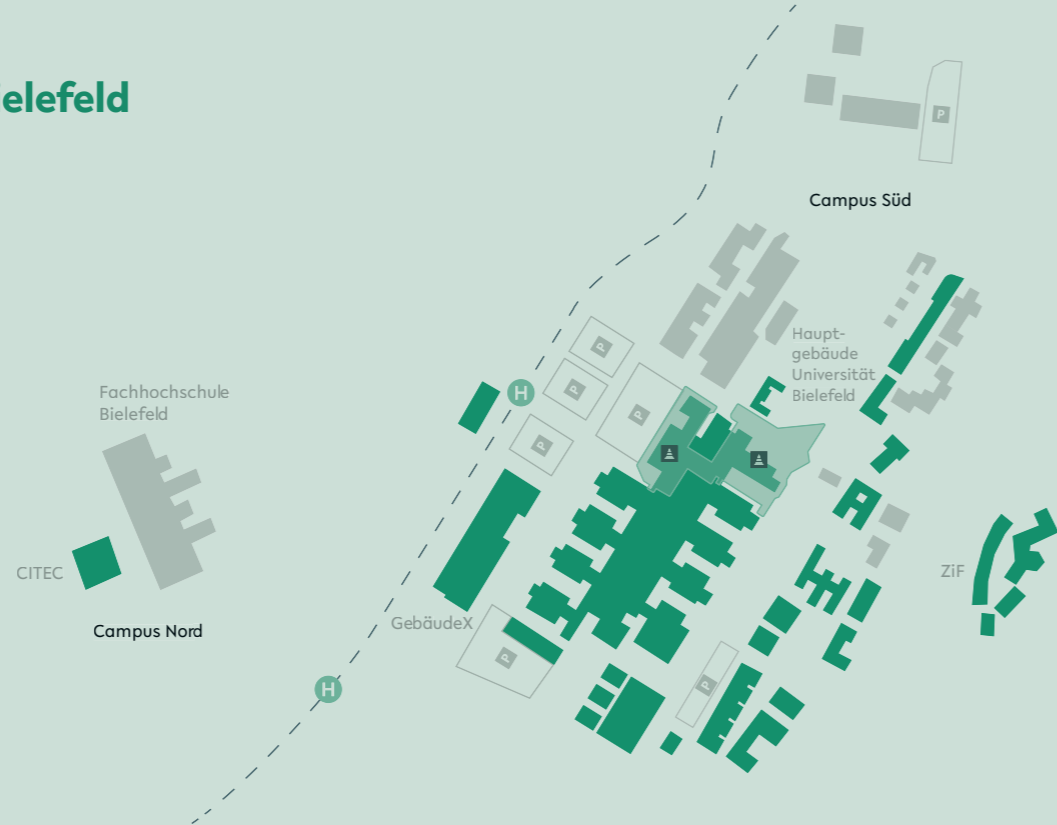 ielefeld
P
Campus Süd
Haupt-
gebäude
Universität
Bielefeld
P
P
P
P
H
Fachhochschule
Bielefeld
CITEC
Campus Nord
ZiF
GebäudeX
P
P
H